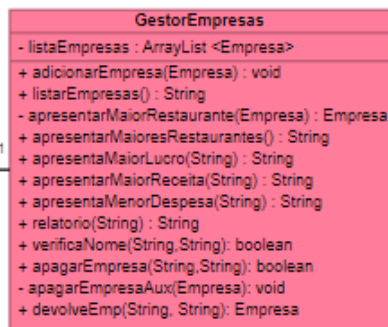 GestorEmpresas
- listaEmpresas : ArrayList <Empresa>
+ adicionarEmpresa(Empresa) : void
+ listarEmpresas() : String
- apresentarMaiorRestaurante(Empresa) : Empresa
+ apresentarMaioresRestaurantes() : String
+ apresentaMaiorLucro(String) : String
+ apresentarMaiorReceita(String) : String
+ apresentaMenorDespesa(String) : String
+ relatorio(String) : String
+ verificaNome(String,String): boolean
+ apagarEmpresa(String,String): boolean
- apagarEmpresaAux(Empresa): void
+ devolveEmp(String, String): Empresa